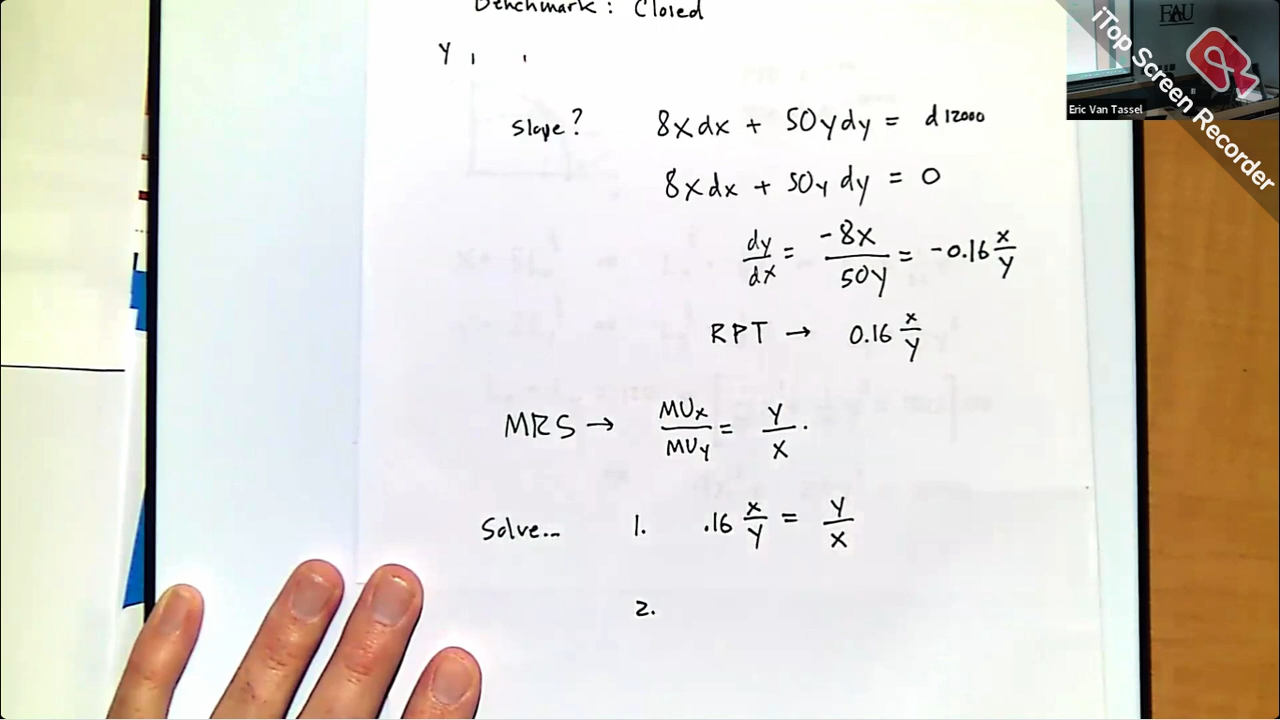 Benchmark: Closed
Y
Slope? 8x dx + 50y dy = d 12000
8x dx + 50y dy = 0
dy/dx = -8x/50y = -0.16 x/y
RPT → 0.16 x/y
MRS → MUx/MUy = Y/X
Solve... 1. .16 x/y = y/x
2.
FAU
Eric Van Tassel
iTop Screen Recorder